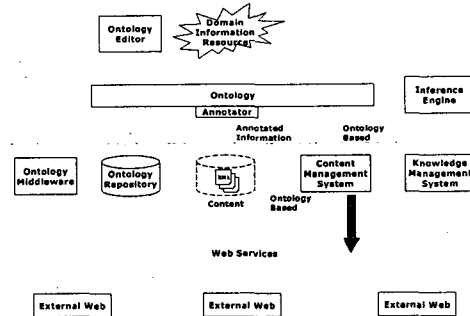 Ontology
Editor
Domain
Information
Resource
Ontology
Annotator
Inference
Engine
Annotated
Information
Ontology
Based
Ontology
Middleware
Ontology
Repository
Content
Ontology
Based
Content
Management
System
Knowledge
Management
System
Web Services
External Web
External Web
External Web